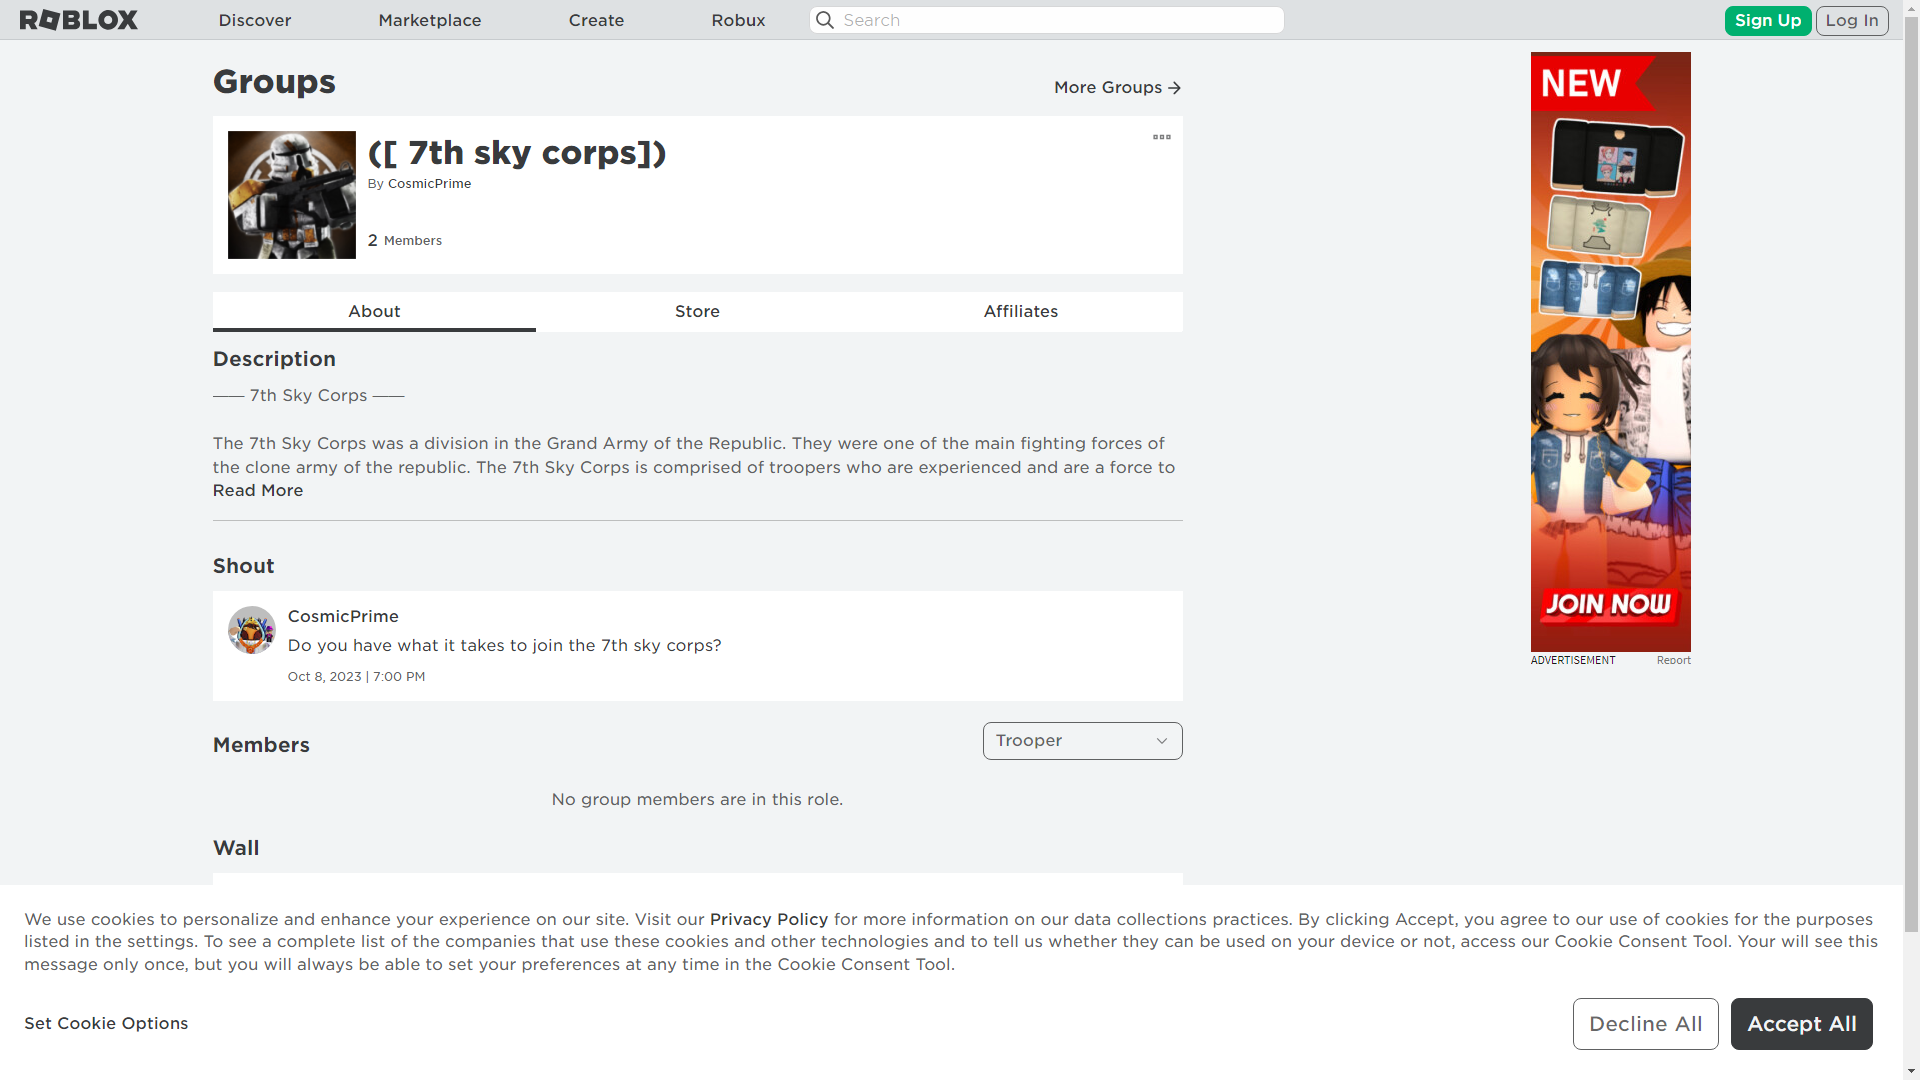 ROBLOX Discover Marketplace Create Robux Search Sign Up Log In
Groups
More Groups
([ 7th sky corps])
By CosmicPrime
2 Members
About Store Affiliates
Description
—— 7th Sky Corps ——
The 7th Sky Corps was a division in the Grand Army of the Republic. They were one of the main fighting forces of
the clone army of the republic. The 7th Sky Corps is comprised of troopers who are experienced and are a force to
Read More
Shout
CosmicPrime
Do you have what it takes to join the 7th sky corps?
Oct 8, 2023 | 7:00 PM
Members
Trooper
No group members are in this role.
Wall
NEW
JOIN NOW
ADVERTISEMENT Report
We use cookies to personalize and enhance your experience on our site. Visit our Privacy Policy for more information on our data collections practices. By clicking Accept, you agree to our use of cookies for the purposes
listed in the settings. To see a complete list of the companies that use these cookies and other technologies and to tell us whether they can be used on your device or not, access our Cookie Consent Tool. Your will see this
message only once, but you will always be able to set your preferences at any time in the Cookie Consent Tool.
Set Cookie Options
Decline All
Accept All